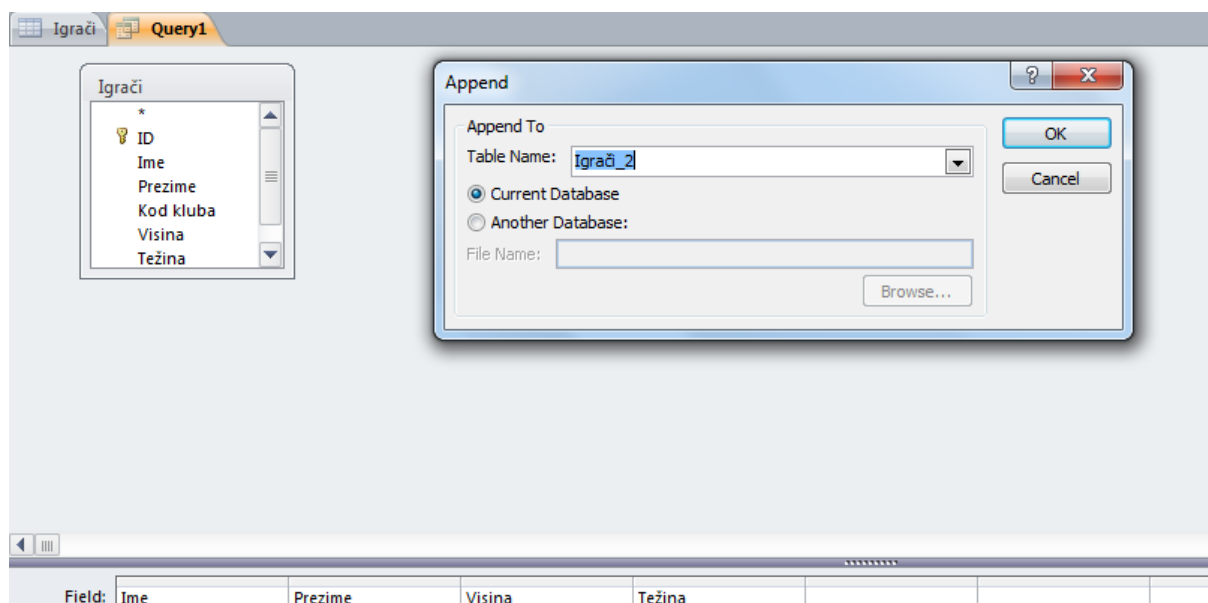 Igrači Query1
Igrači
*
ID
Ime
Prezime
Kod kluba
Visina
Težina
Append
Append To
Table Name: Igrači_2
Current Database
Another Database:
File Name:
Browse...
OK
Cancel
Field: Ime Prezime Visina Težina